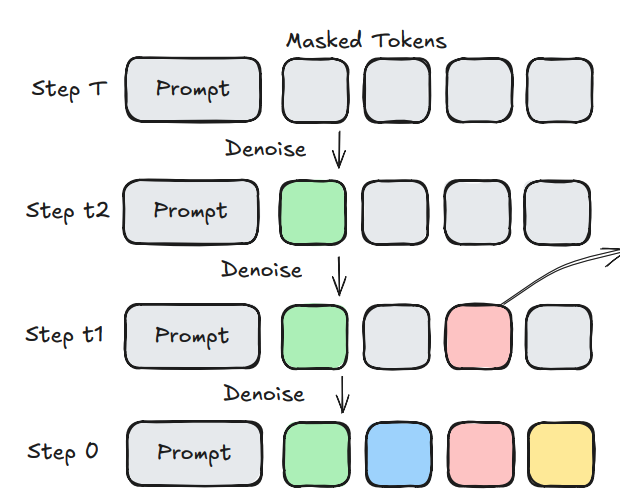 Masked Tokens
Step T Prompt
Denoise
Step t2 Prompt
Denoise
Step t1 Prompt
Denoise
Step 0 Prompt